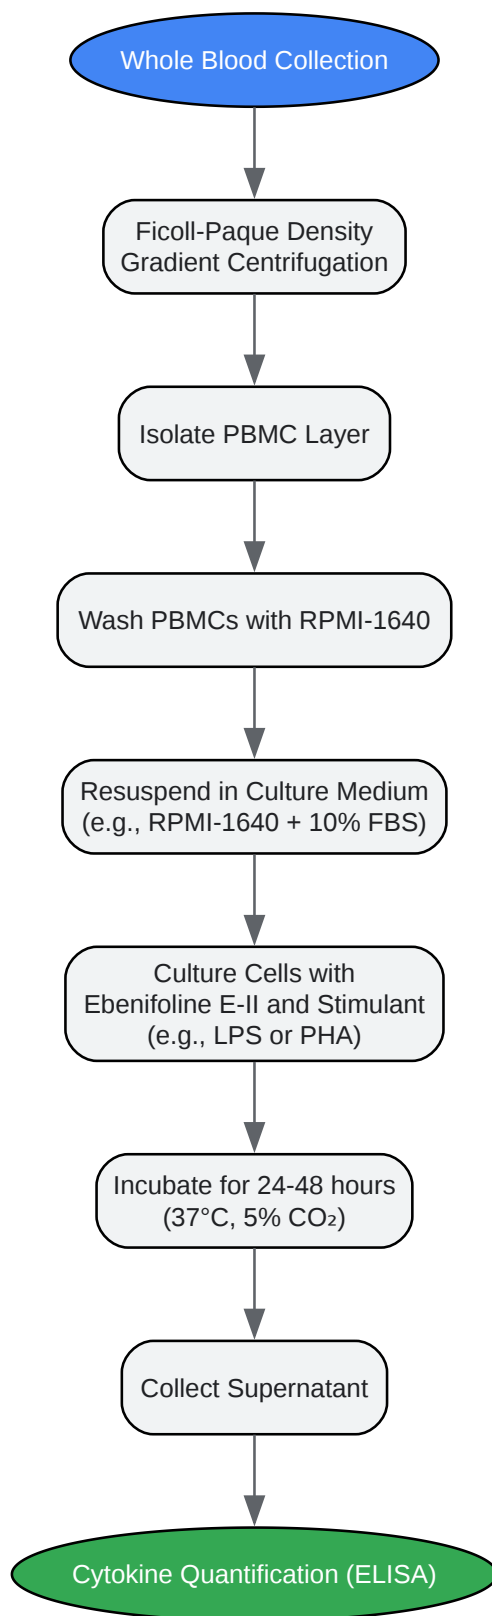 Whole Blood Collection
Ficoll-Paque Density
Gradient Centrifugation
Isolate PBMC Layer
Wash PBMCs with RPMI-1640
Resuspend in Culture Medium
(e.g., RPMI-1640 + 10% FBS)
Culture Cells with
Ebenifoline E-II and Stimulant
(e.g., LPS or PHA)
Incubate for 24-48 hours
(37°C, 5% CO₂)
Collect Supernatant
Cytokine Quantification (ELISA)